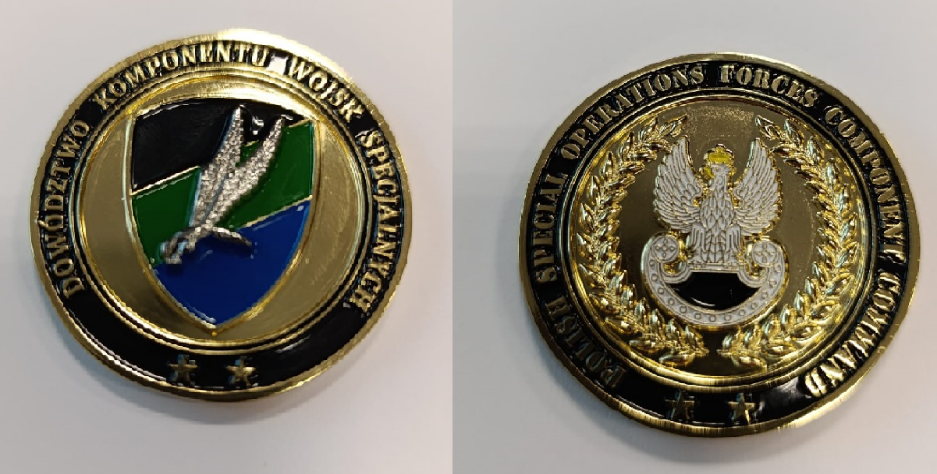 DOWÓDZTWO KOMPONENTU WOJSK SPECJALNYCH
POLISH SPECIAL OPERATIONS FORCES COMPONENT COMMAND